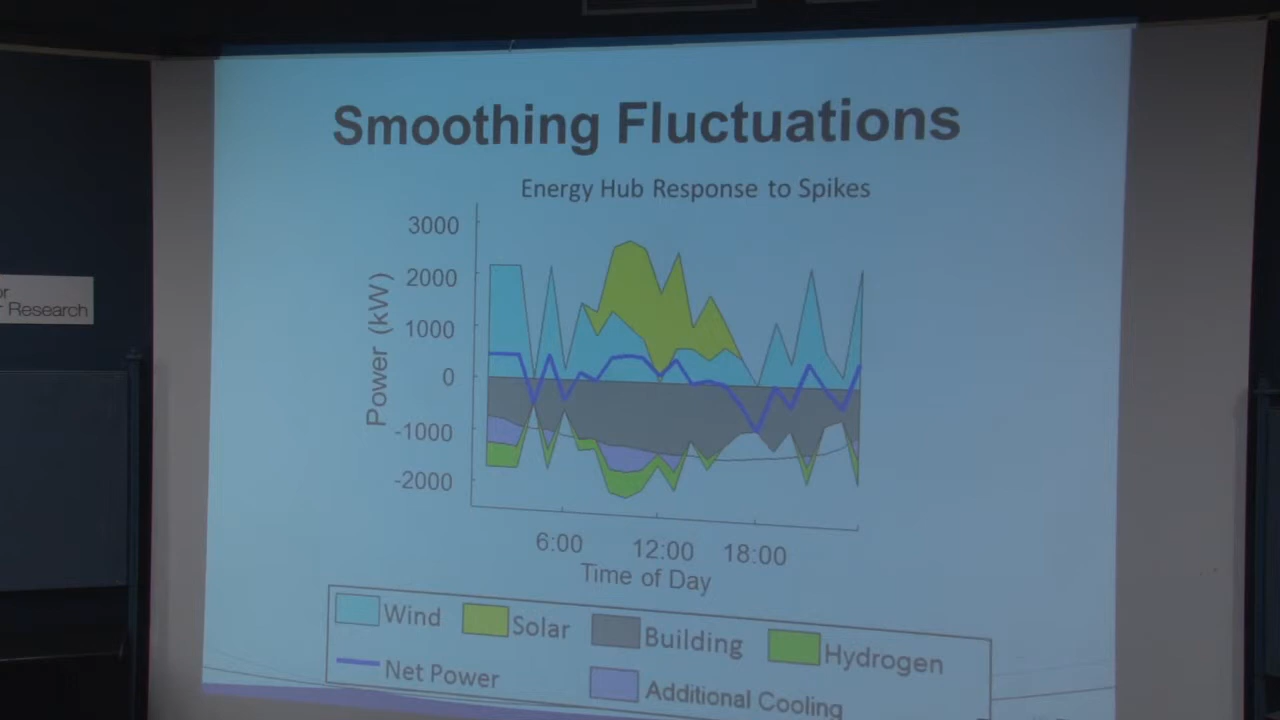 Smoothing Fluctuations
Energy Hub Response to Spikes
3000
2000
1000
0
-1000
-2000
Power (kW)
6:00 12:00 18:00
Time of Day
Wind Solar Building Hydrogen
Net Power Additional Cooling
or
r Research